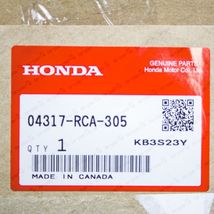 HONDA
GENUINE PARTS
Honda Motor Co., Ltd.
04317-RCA-305
QTY 1
KB3S23Y
MADE IN CANADA